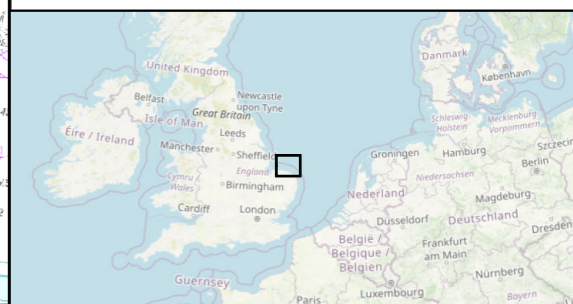 Danmark
København
United Kingdom
Newcastle
upon Tyne
Belfast
Great Britain
Schleswig
Holstein
Mecklenburg
Vorpommern
Isle of Man
Leeds
Éire / Ireland
Manchester
Sheffield
Groningen
Hamburg
Szczecin
Berlin
England
Cymru
Wales
Birmingham
Niedersachsen
Nederland
Magdeburg
Cardiff
London
Düsseldorf
Deutschland
Dresden
België /
Belgique /
Belgien
Frankfurt
am Main
Guernsey
Nürnberg
Luxembourg
Paris
Bayern